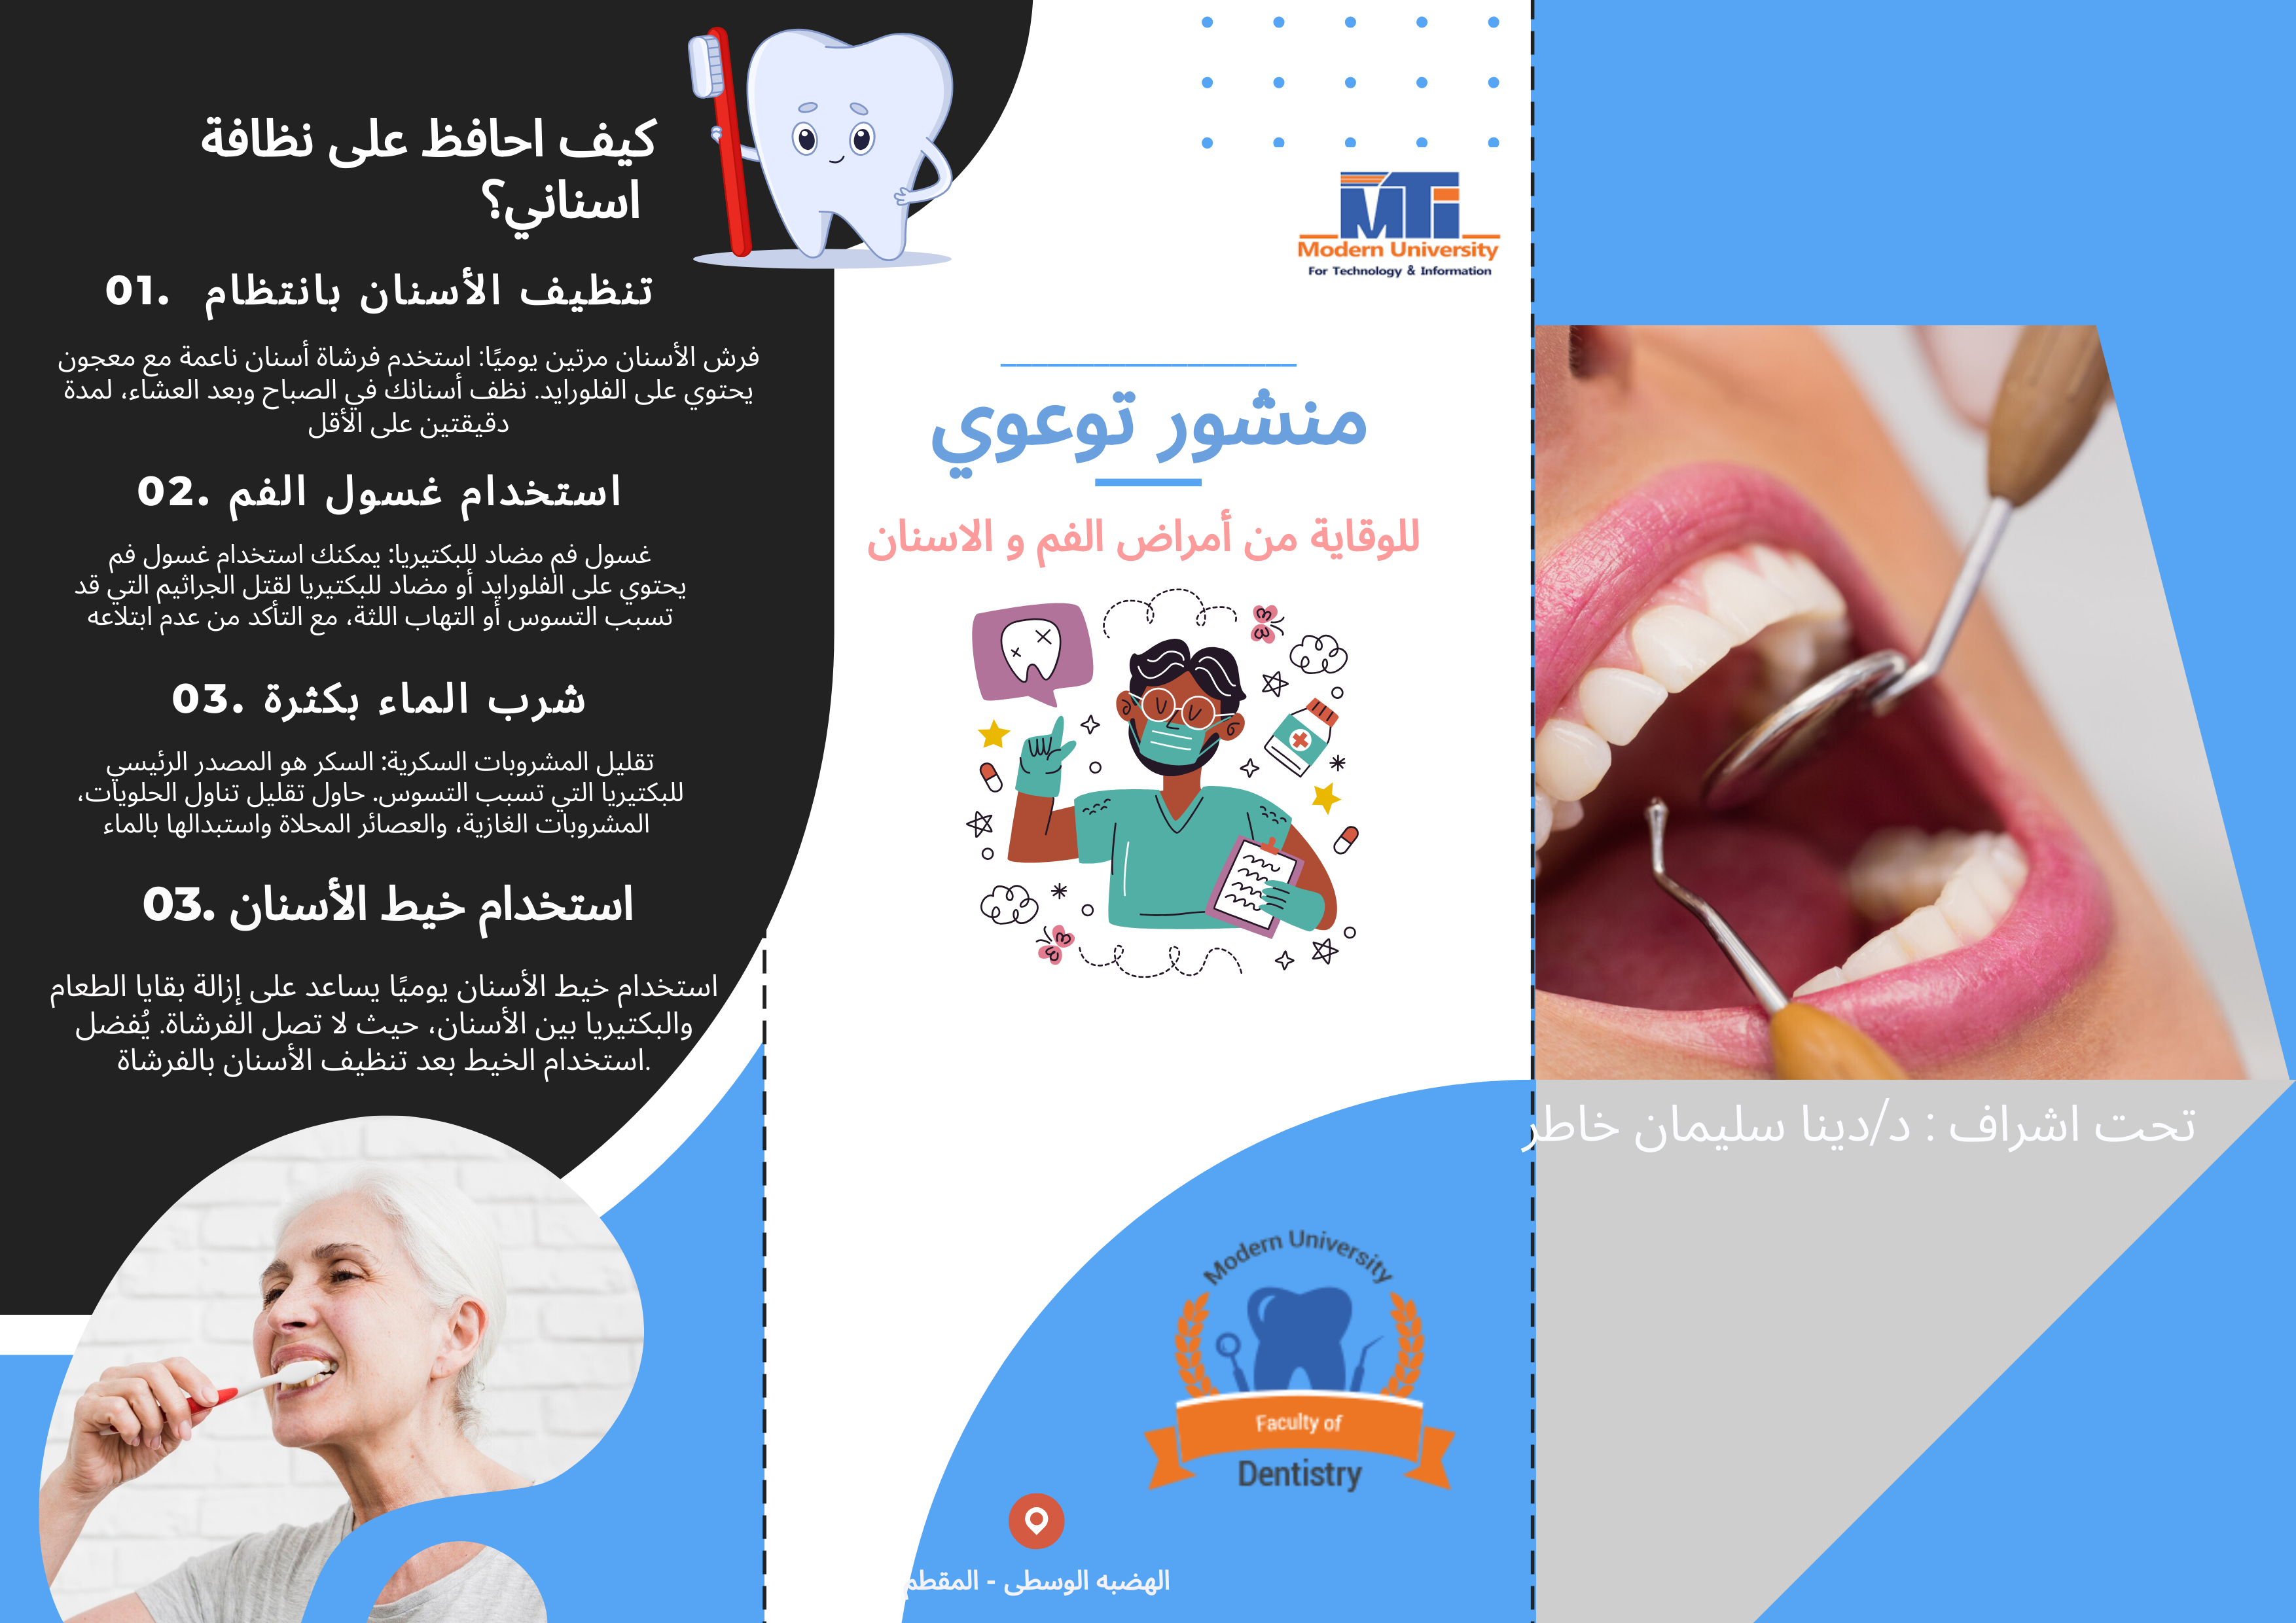 كيف احافظ على نظافة
اسناني؟
01. تنظيف الأسنان بانتظام
فرش الأسنان مرتين يوميًا: استخدم فرشاة أسنان ناعمة مع معجون
يحتوي على الفلورايد. نظف أسنانك في الصباح وبعد العشاء، لمدة
دقيقتين على الأقل
02. استخدام غسول الفم
غسول فم مضاد للبكتيريا: يمكنك استخدام غسول فم
يحتوي على الفلورايد أو مضاد للبكتيريا لقتل الجراثيم التي قد
تسبب التسوس أو التهاب اللثة، مع التأكد من عدم ابتلاعه
03. شرب الماء بكثرة
تقليل المشروبات السكرية: السكر هو المصدر الرئيسي
للبكتيريا التي تسبب التسوس. حاول تقليل تناول الحلويات،
المشروبات الغازية، والعصائر المحلاة واستبدالها بالماء
03. استخدام خيط الأسنان
استخدام خيط الأسنان يوميًا يساعد على إزالة بقايا الطعام
والبكتيريا بين الأسنان، حيث لا تصل الفرشاة. يُفضل
.استخدام الخيط بعد تنظيف الأسنان بالفرشاة
MTi
Modern University
For Technology & Information
منشور توعوي
للوقاية من أمراض الفم و الاسنان
Modern University
Faculty of
Dentistry
الهضبه الوسطى - المقطم
تحت اشراف : د/دينا سليمان خاطر